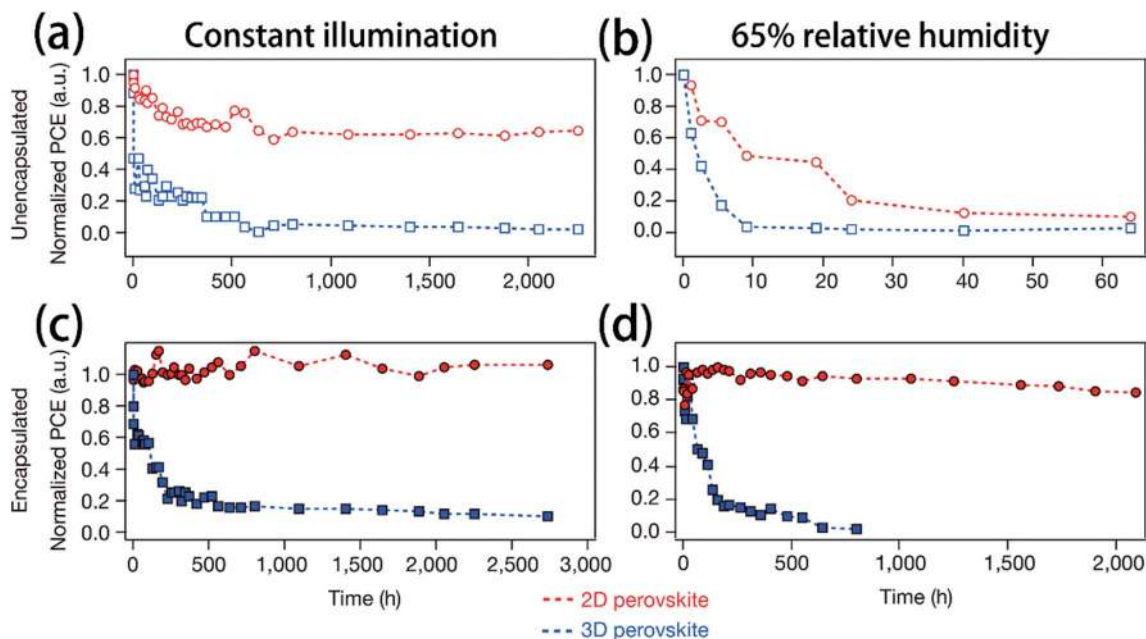 (a) Constant illumination
(b) 65% relative humidity
Unencapsulated
Normalized PCE (a.u.)
1.0
0.8
0.6
0.4
0.2
0.0
0 500 1,000 1,500 2,000
1.0
0.8
0.6
0.4
0.2
0.0
0 10 20 30 40 50 60
(c)
(d)
Encapsulated
Normalized PCE (a.u.)
1.0
0.8
0.6
0.4
0.2
0.0
0 500 1,000 1,500 2,000 2,500 3,000
Time (h)
1.0
0.8
0.6
0.4
0.2
0.0
0 500 1,000 1,500 2,000
Time (h)
2D perovskite
3D perovskite